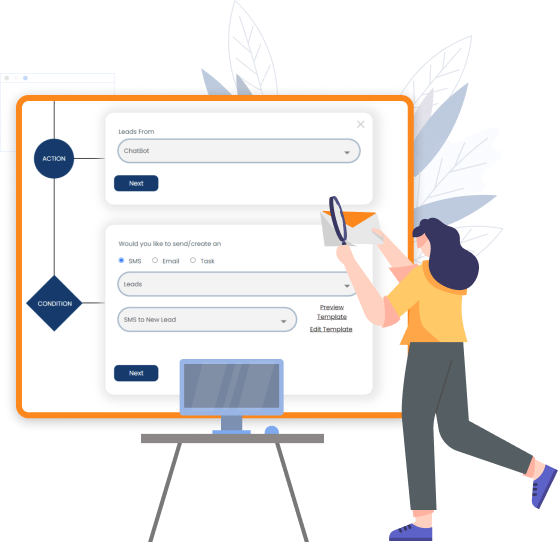 Leads From
ACTION
ChatBot
Next
Would you like to send/create an
SMS Email Task
Leads
CONDITION
SMS to New Lead
Preview
Template
Edit Template
Next